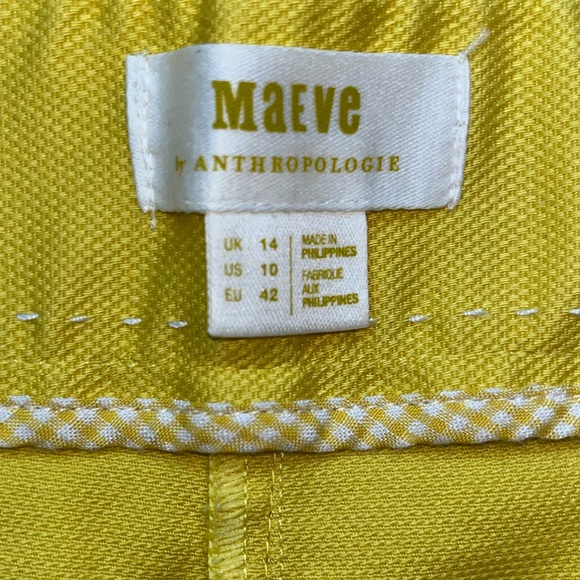 MaEve
by ANTHROPOLOGIE
UK 14
US 10
EU 42
MADE IN
PHILIPPINES
FABRIQUÉ
AUX
PHILIPPINES